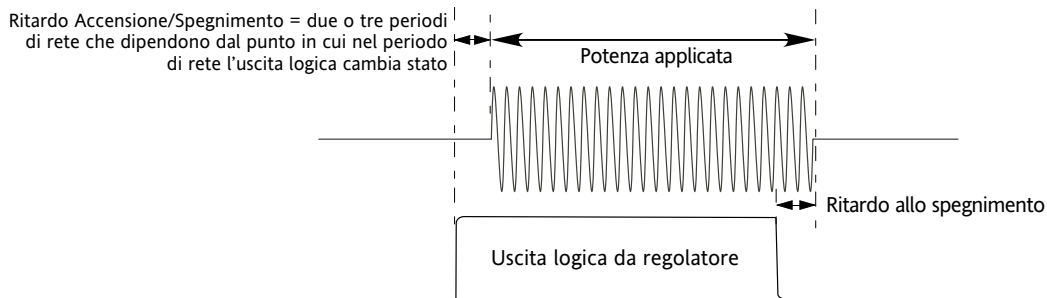 Ritardo Accensione/Spegnimento = due o tre periodi
di rete che dipendono dal punto in cui nel periodo
di rete l'uscita logica cambia stato
Potenza applicata
Ritardo allo spegnimento
Uscita logica da regolatore